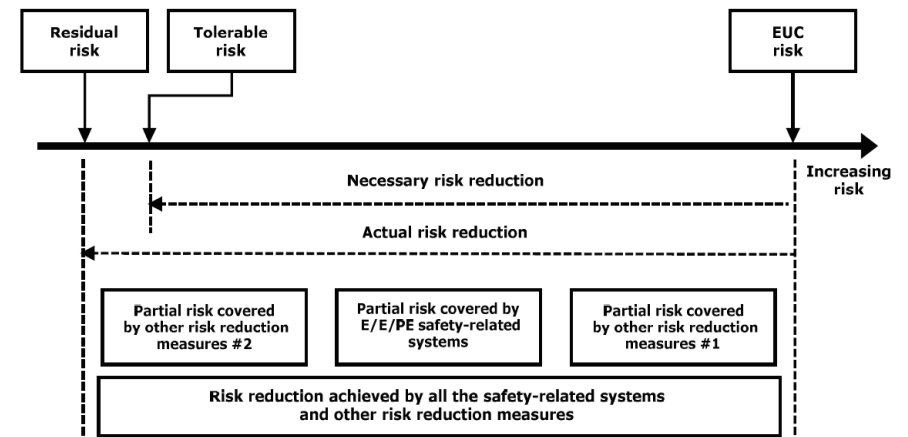 Residual
risk
Tolerable
risk
EUC
risk
Increasing
risk
Necessary risk reduction
Actual risk reduction
Partial risk covered
by other risk reduction
measures #2
Partial risk covered by
E/E/PE safety-related
systems
Partial risk covered
by other risk reduction
measures #1
Risk reduction achieved by all the safety-related systems
and other risk reduction measures